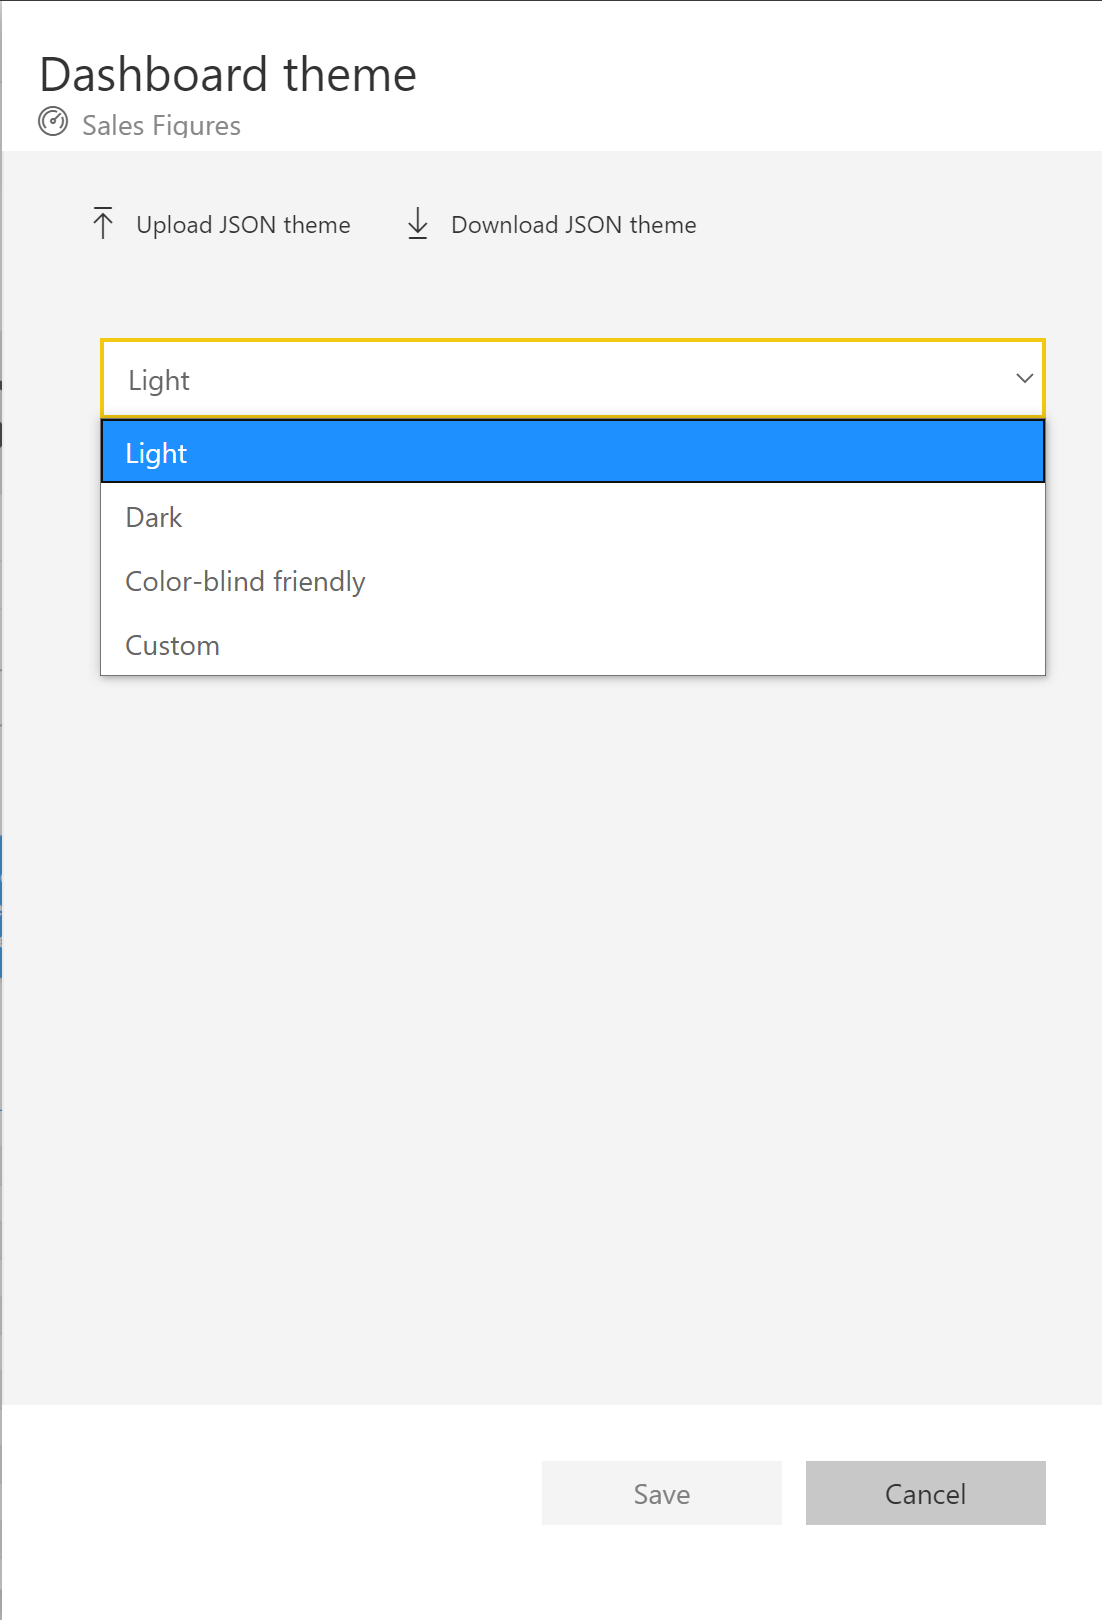 Dashboard theme
Sales Figures
Upload JSON theme Download JSON theme
Light
Light
Dark
Color-blind friendly
Custom
Save Cancel